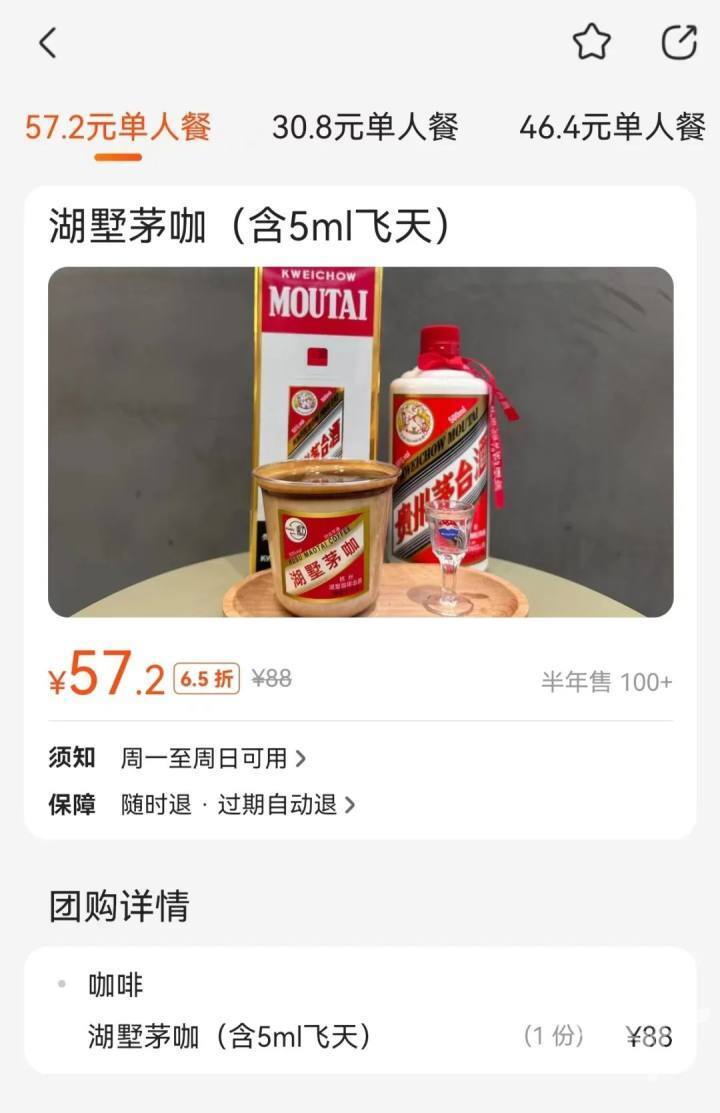 57.2元单人餐 30.8元单人餐 46.4元单人餐
湖墅茅咖（含5ml飞天）
KWEICHOW
MOUTAI
500ml
KWEICHOW MOUTAI
贵州茅台酒
HUSU MAOTAI COFFEE
湖墅茅咖
杭州
¥57.2 6.5折 ¥88 半年售 100+
须知 周一至周日可用
保障 随时退 · 过期自动退
团购详情
咖啡
湖墅茅咖（含5ml飞天） （1 份） ¥88